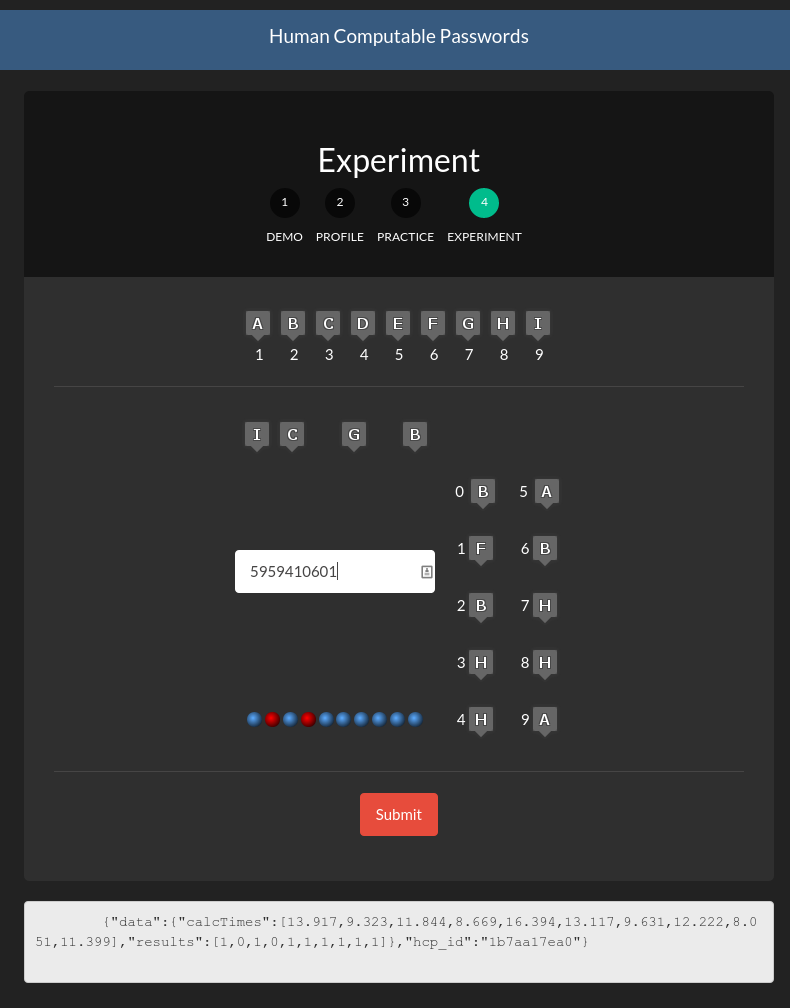 Human Computable Passwords
Experiment
1 2 3 4
DEMO PROFILE PRACTICE EXPERIMENT
A B C D E F G H I
1 2 3 4 5 6 7 8 9
I C G B
0 B 5 A
1 F 6 B
5959410601
2 B 7 H
3 H 8 H
4 H 9 A
Submit
{"data":{"calcTimes":[13.917,9.323,11.844,8.669,16.394,13.117,9.631,12.222,8.0
51,11.399],"results":[1,0,1,0,1,1,1,1,1,1]},"hcp_id":"1b7aa17ea0"}